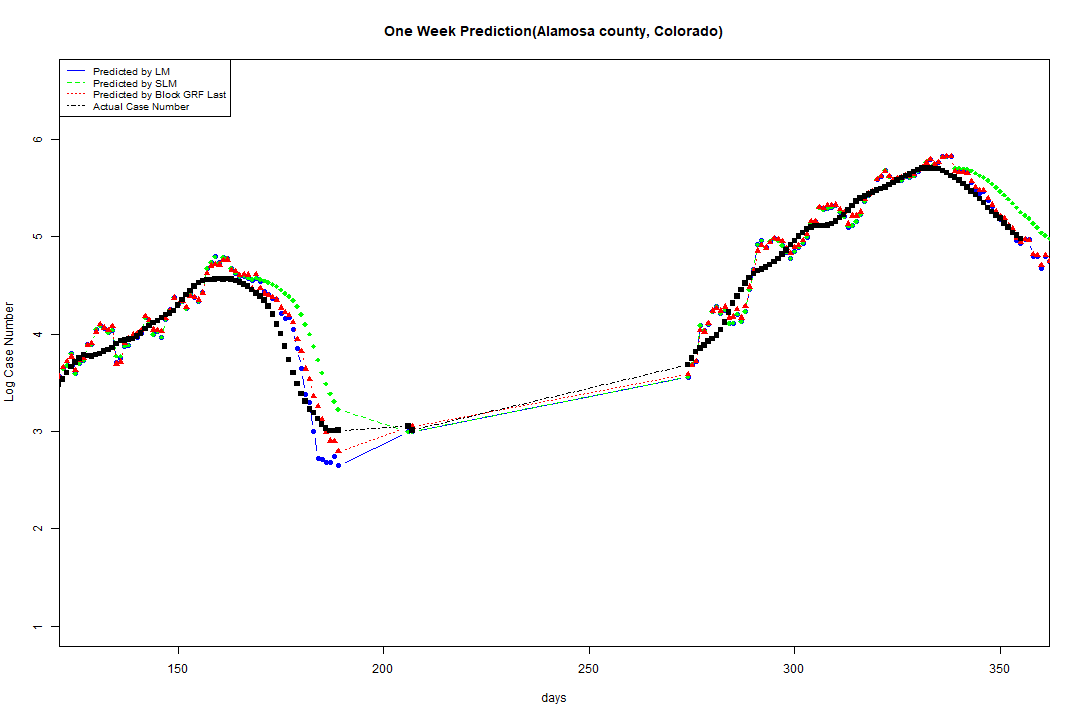 One Week Prediction(Alamosa county, Colorado)
Predicted by LM
Predicted by SLM
Predicted by Block GRF Last
Actual Case Number
6
5
4
3
2
1
Log Case Number
150 200 250 300 350
days